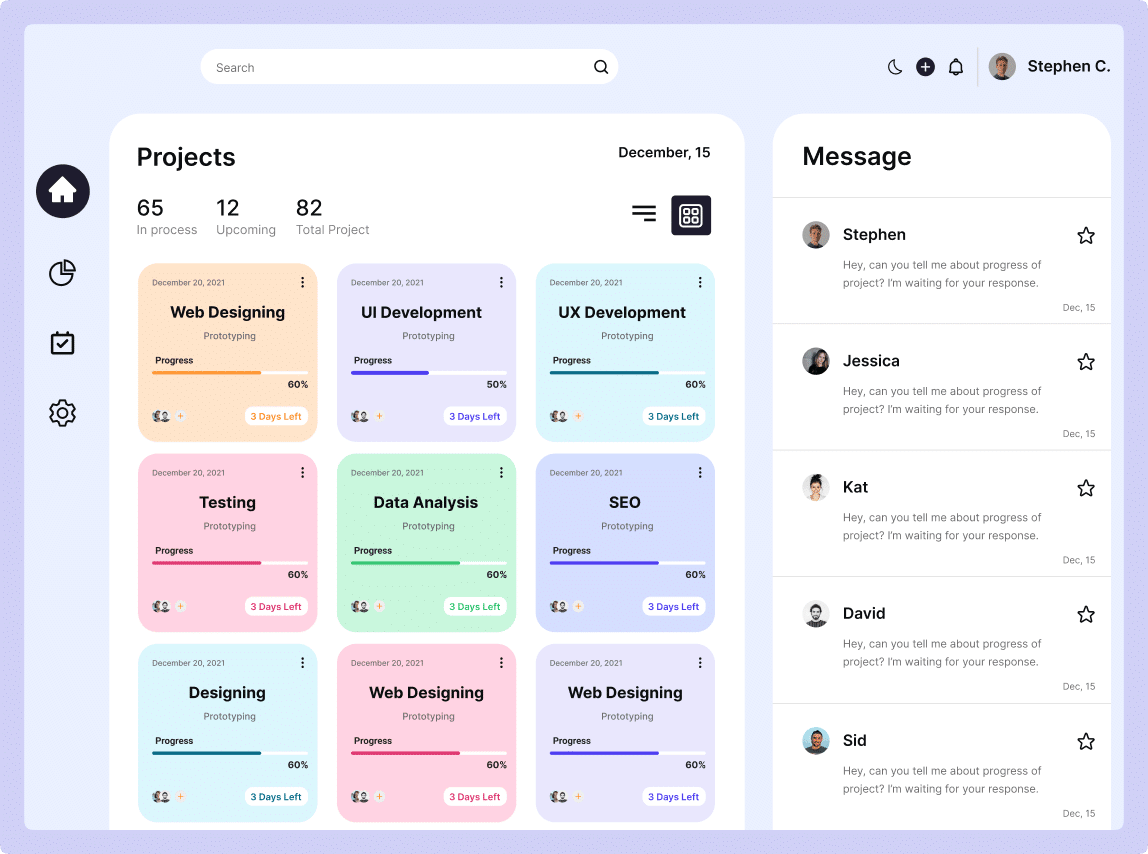 Search
Stephen C.
Projects
December, 15
65
In process
12
Upcoming
82
Total Project
December 20, 2021
Web Designing
Prototyping
Progress
60%
3 Days Left
December 20, 2021
UI Development
Prototyping
Progress
50%
3 Days Left
December 20, 2021
UX Development
Prototyping
Progress
60%
3 Days Left
December 20, 2021
Testing
Prototyping
Progress
60%
3 Days Left
December 20, 2021
Data Analysis
Prototyping
Progress
60%
3 Days Left
December 20, 2021
SEO
Prototyping
Progress
60%
3 Days Left
December 20, 2021
Designing
Prototyping
Progress
60%
3 Days Left
December 20, 2021
Web Designing
Prototyping
Progress
60%
3 Days Left
December 20, 2021
Web Designing
Prototyping
Progress
60%
3 Days Left
Message
Stephen
Hey, can you tell me about progress of
project? I'm waiting for your response.
Dec, 15
Jessica
Hey, can you tell me about progress of
project? I'm waiting for your response.
Dec, 15
Kat
Hey, can you tell me about progress of
project? I'm waiting for your response.
Dec, 15
David
Hey, can you tell me about progress of
project? I'm waiting for your response.
Dec, 15
Sid
Hey, can you tell me about progress of
project? I'm waiting for your response.
Dec, 15